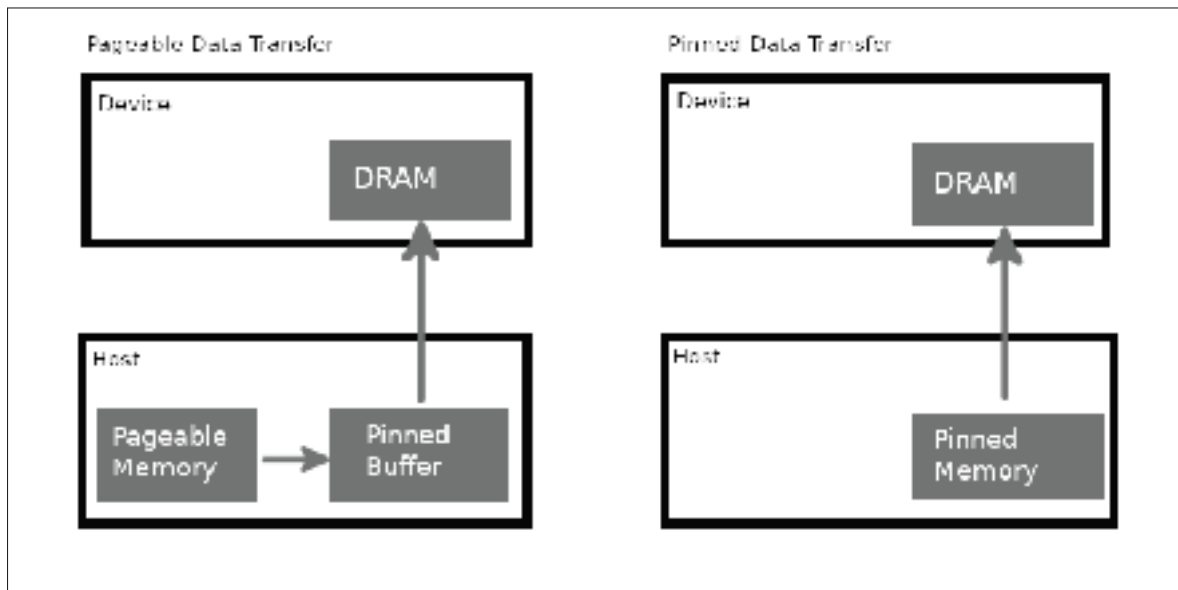 Pageable Data Transfer
Device
DRAM
Host
Pageable
Memory
Pinned
Buffer
Pinned Data Transfer
Device
DRAM
Host
Pinned
Memory